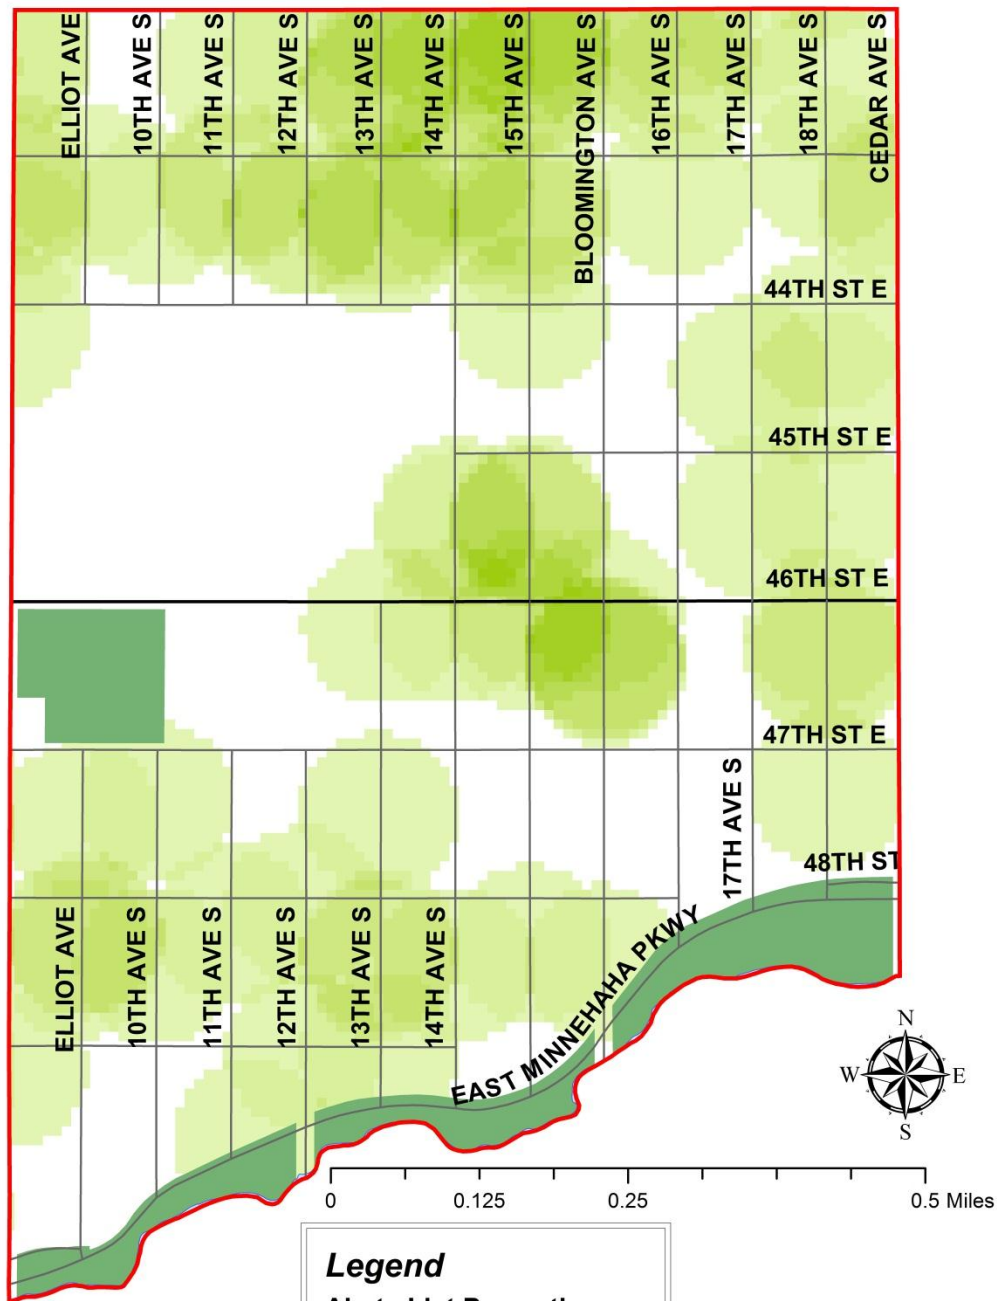 ELLIOT AVE
10TH AVE S
11TH AVE S
12TH AVE S
13TH AVE S
14TH AVE S
15TH AVE S
BLOOMINGTON AVE S
16TH AVE S
17TH AVE S
18TH AVE S
CEDAR AVE S
44TH ST E
45TH ST E
46TH ST E
47TH ST E
17TH AVE S
48TH ST
ELLIOT AVE
10TH AVE S
11TH AVE S
12TH AVE S
13TH AVE S
14TH AVE S
EAST MINNEHAHA PKWY
N
W E
S
0 0.125 0.25 0.5 Miles
Legend